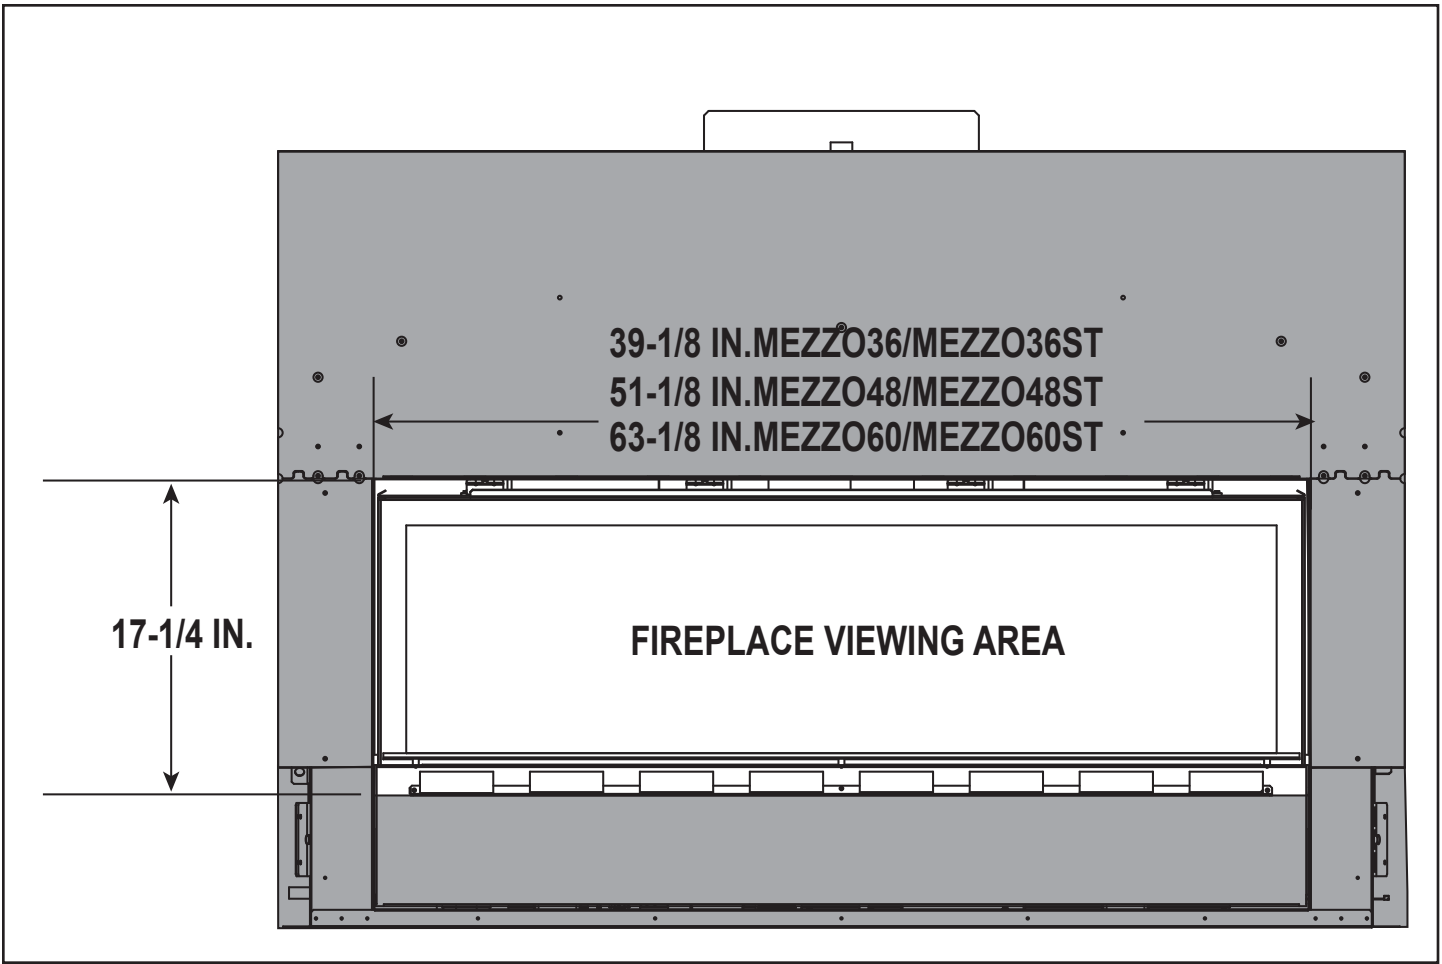 39-1/8 IN.MEZZO36/MEZZO36ST
51-1/8 IN.MEZZO48/MEZZO48ST
63-1/8 IN.MEZZO60/MEZZO60ST
17-1/4 IN.
FIREPLACE VIEWING AREA